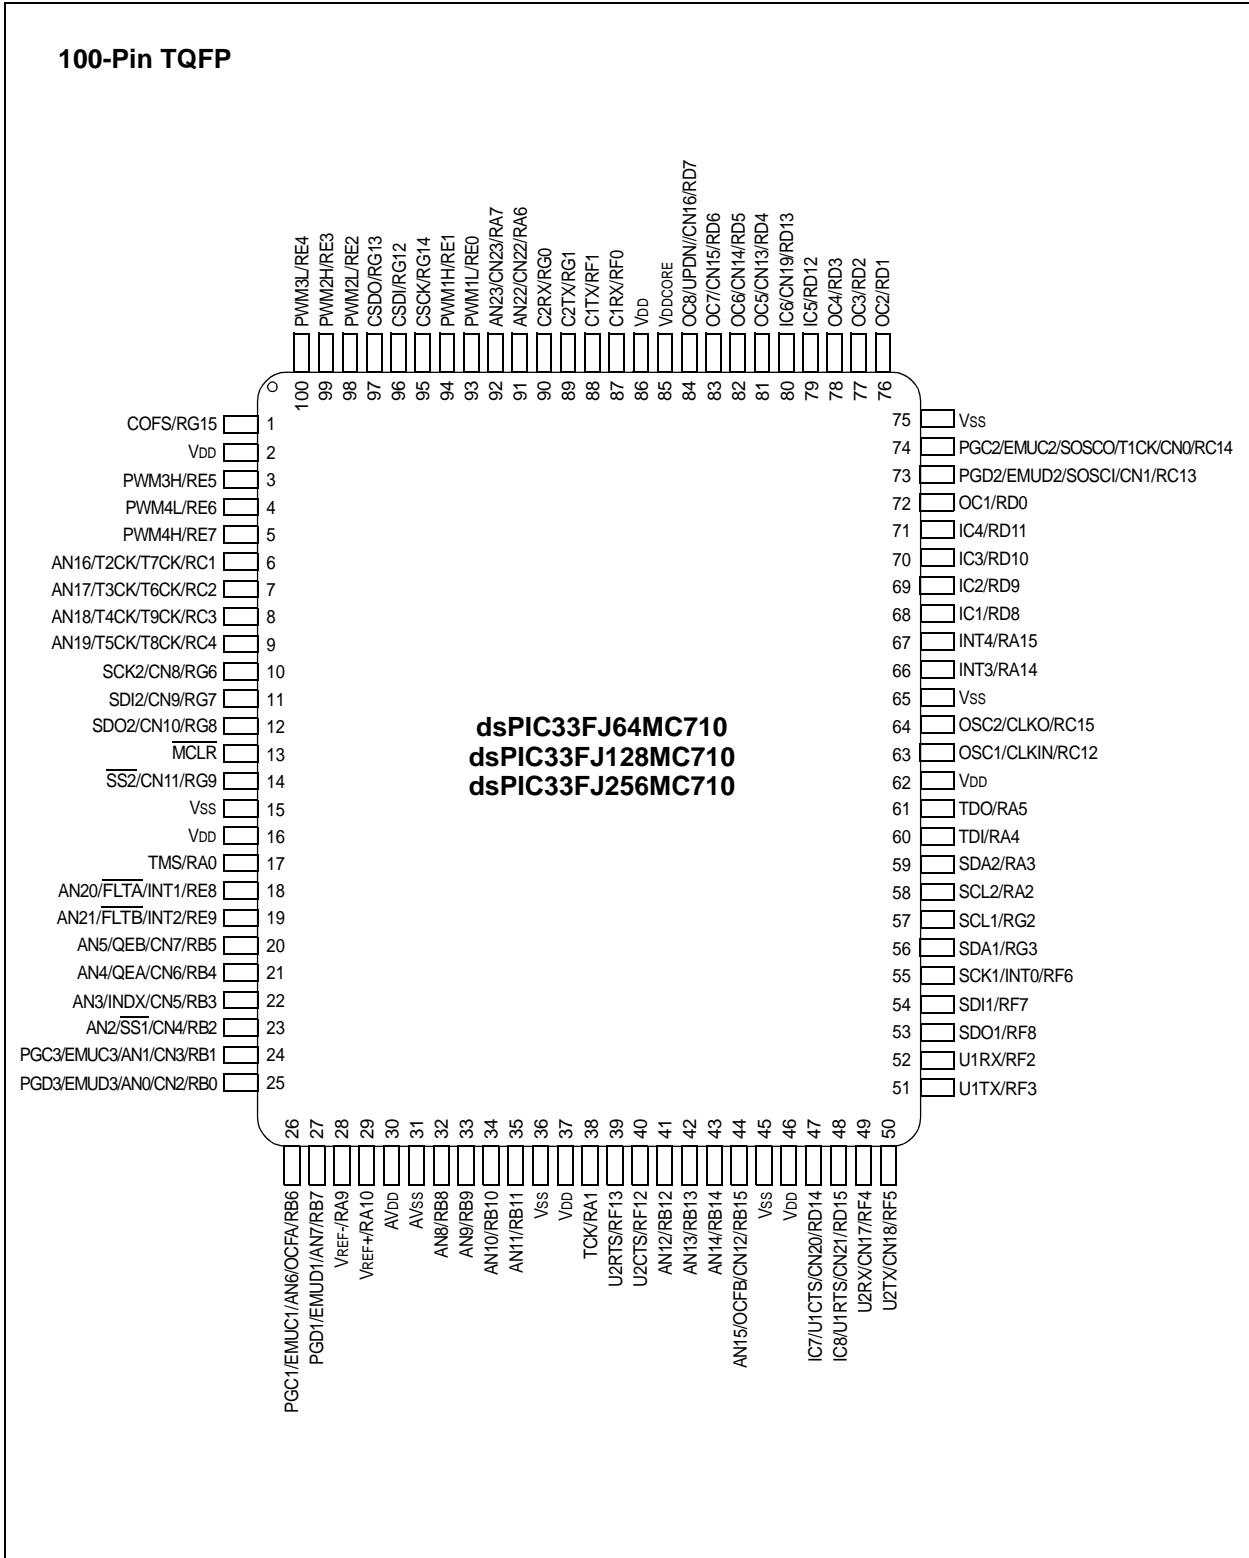 100-Pin TQFP
PWM3L/RE4
PWM2H/RE3
PWM2L/RE2
CSDO/RG13
CSDI/RG12
CSCK/RG14
PWM1H/RE1
PWM1L/RE0
AN23/CN23/RA7
AN22/CN22/RA6
C2RX/RG0
C2TX/RG1
C1TX/RF1
C1RX/RF0
VDD
VDDCORE
OC8/UPDN//CN16/RD7
OC7/CN15/RD6
OC6/CN14/RD5
OC5/CN13/RD4
IC6/CN19/RD13
IC5/RD12
OC4/RD3
OC3/RD2
OC2/RD1
100
99
98
97
96
95
94
93
92
91
90
89
88
87
86
85
84
83
82
81
80
79
78
77
76
COFS/RG15 1
VDD 2
PWM3H/RE5 3
PWM4L/RE6 4
PWM4H/RE7 5
AN16/T2CK/T7CK/RC1 6
AN17/T3CK/T6CK/RC2 7
AN18/T4CK/T9CK/RC3 8
AN19/T5CK/T8CK/RC4 9
SCK2/CN8/RG6 10
SDI2/CN9/RG7 11
SDO2/CN10/RG8 12
MCLR 13
SS2/CN11/RG9 14
VSS 15
VDD 16
TMS/RA0 17
AN20/FLTA/INT1/RE8 18
AN21/FLTB/INT2/RE9 19
AN5/QEB/CN7/RB5 20
AN4/QEA/CN6/RB4 21
AN3/INDX/CN5/RB3 22
AN2/SS1/CN4/RB2 23
PGC3/EMUC3/AN1/CN3/RB1 24
PGD3/EMUD3/AN0/CN2/RB0 25
dsPIC33FJ64MC710
dsPIC33FJ128MC710
dsPIC33FJ256MC710
75 VSS
74 PGC2/EMUC2/SOSCO/T1CK/CN0/RC14
73 PGD2/EMUD2/SOSCI/CN1/RC13
72 OC1/RD0
71 IC4/RD11
70 IC3/RD10
69 IC2/RD9
68 IC1/RD8
67 INT4/RA15
66 INT3/RA14
65 VSS
64 OSC2/CLKO/RC15
63 OSC1/CLKIN/RC12
62 VDD
61 TDO/RA5
60 TDI/RA4
59 SDA2/RA3
58 SCL2/RA2
57 SCL1/RG2
56 SDA1/RG3
55 SCK1/INT0/RF6
54 SDI1/RF7
53 SDO1/RF8
52 U1RX/RF2
51 U1TX/RF3
26
27
28
29
30
31
32
33
34
35
36
37
38
39
40
41
42
43
44
45
46
47
48
49
50
PGC1/EMUC1/AN6/OCFA/RB6
PGD1/EMUD1/AN7/RB7
VREF-/RA9
VREF+/RA10
AVDD
AVSS
AN8/RB8
AN9/RB9
AN10/RB10
AN11/RB11
VSS
VDD
TCK/RA1
U2RTS/RF13
U2CTS/RF12
AN12/RB12
AN13/RB13
AN14/RB14
AN15/OCFB/CN12/RB15
VSS
VDD
IC7/U1CTS/CN20/RD14
IC8/U1RTS/CN21/RD15
U2RX/CN17/RF4
U2TX/CN18/RF5